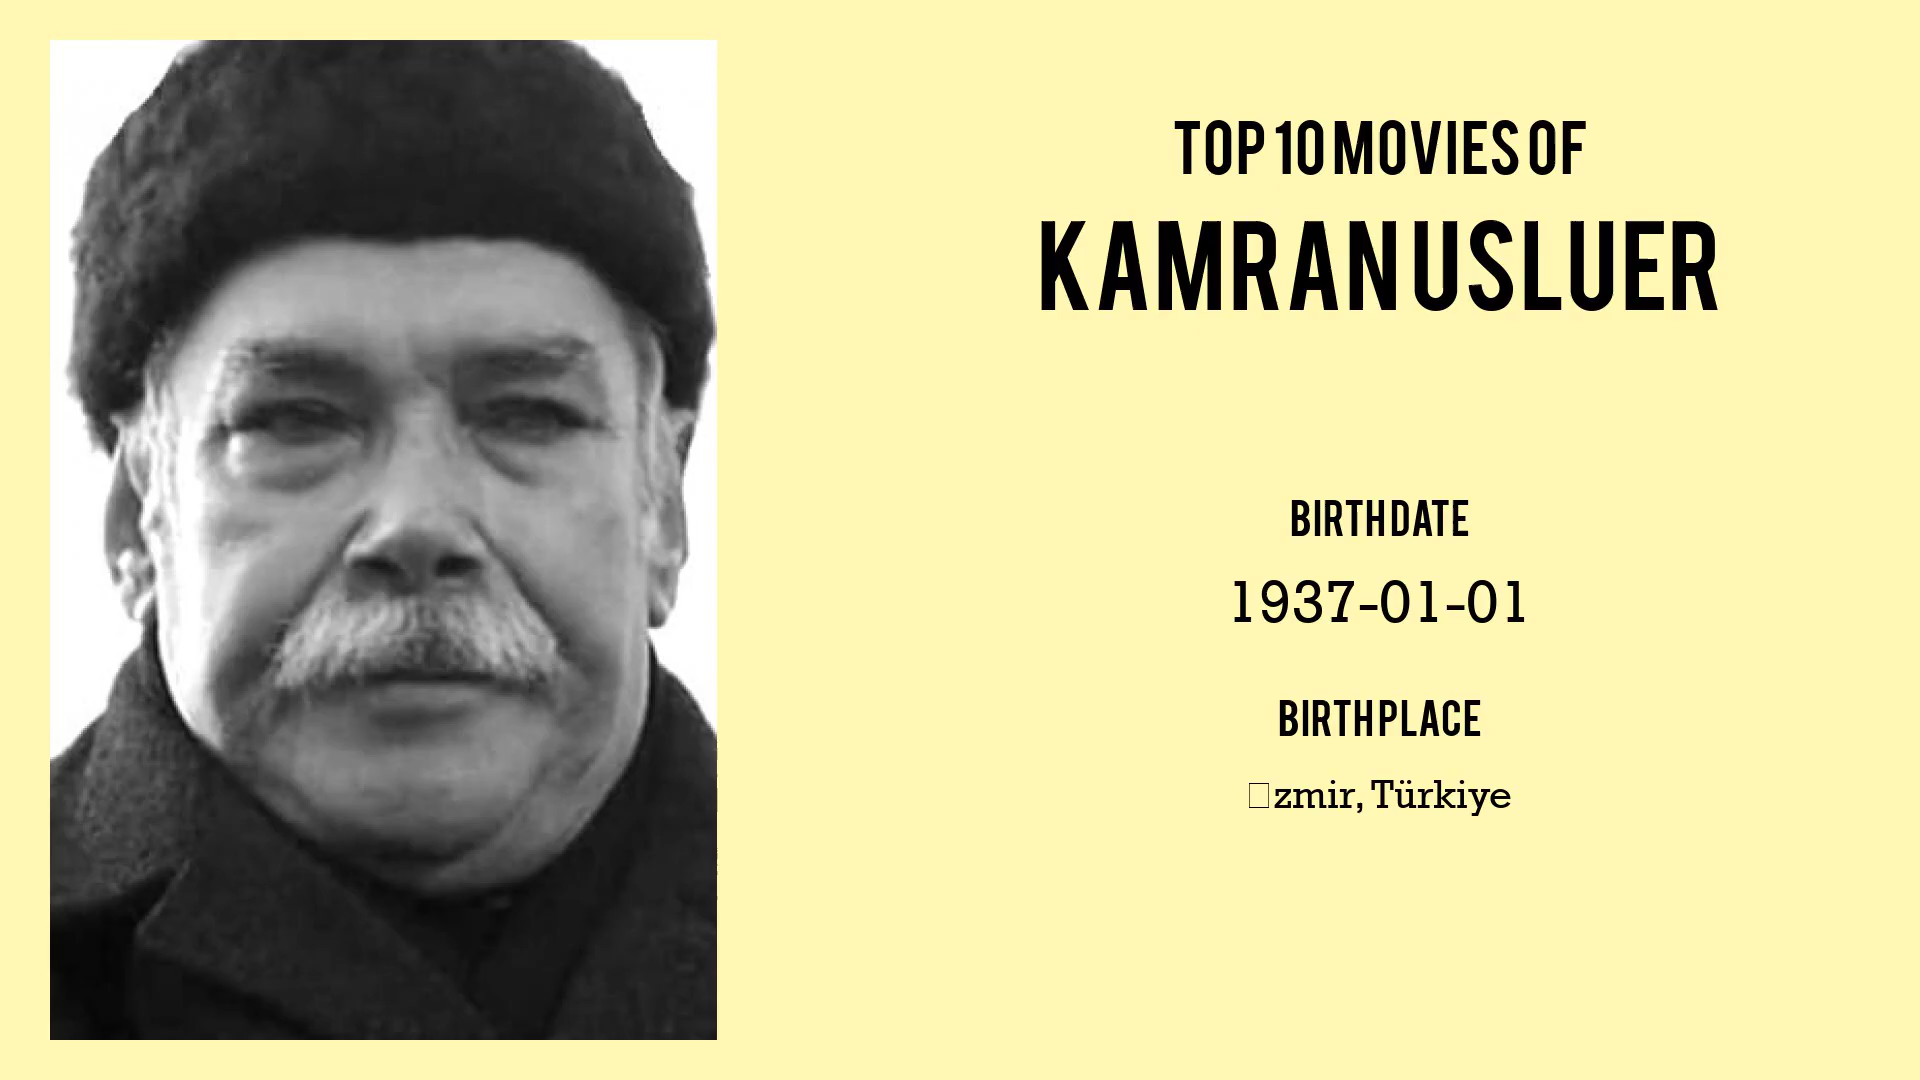 TOP 10 MOVIES OF
KAMRAN USLUER
BIRTHDATE
1937-01-01
BIRTHPLACE
□zmir, Türkiye